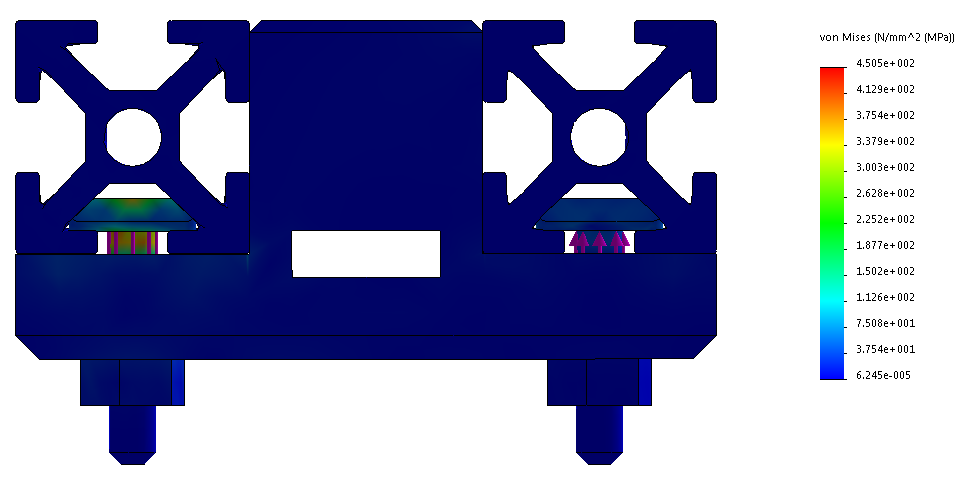 von Mises (N/mm^2 (MPa))
4.505e+002
4.129e+002
3.754e+002
3.379e+002
3.003e+002
2.628e+002
2.252e+002
1.877e+002
1.502e+002
1.126e+002
7.508e+001
3.754e+001
6.245e-005